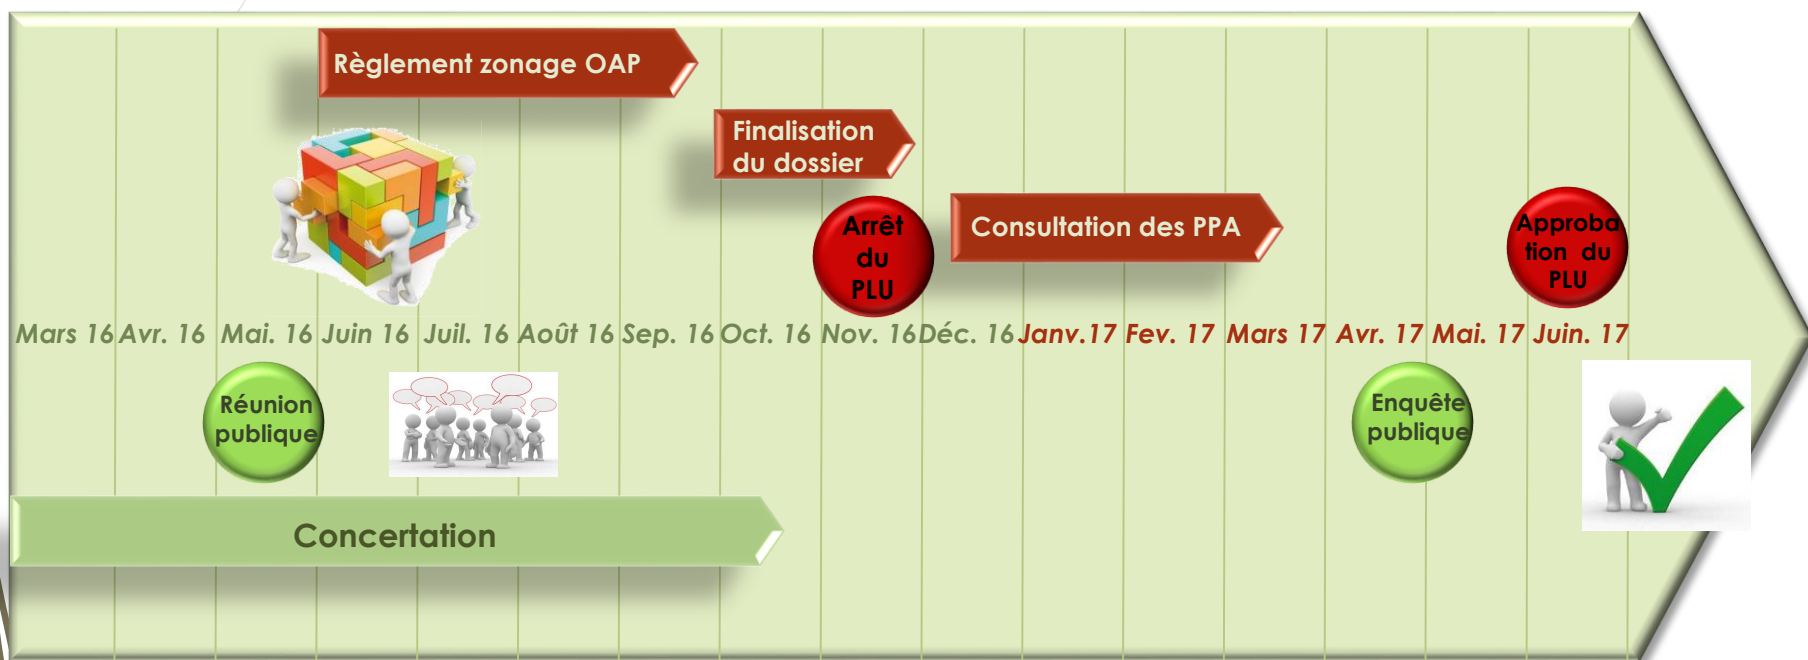 Règlement zonage OAP
Finalisation
du dossier
Arrêt
du
PLU
Consultation des PPA
Approba
tion du
PLU
Mars 16 Avr. 16 Mai. 16 Juin 16 Juil. 16 Août 16 Sep. 16 Oct. 16 Nov. 16 Déc. 16 Janv.17 Fev. 17 Mars 17 Avr. 17 Mai. 17 Juin. 17
Réunion
publique
Enquête
publique
Concertation